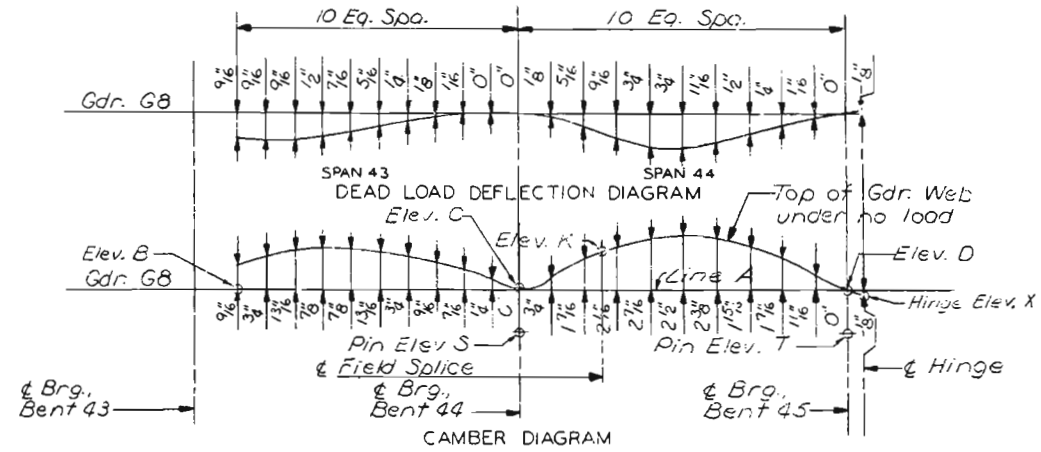 10 Eq. Spa. 10 Eq. Spa.
9/16" 9/16" 9/16" 1/2" 7/16" 5/16" 1/4" 1/8" 1/16" 0" 0" 1/8" 5/16" 9/16" 3/4" 3/4" 11/16" 1/2" 1/4" 1/16" 0" 1/8"
Gdr. G8
SPAN 43 SPAN 44
DEAD LOAD DEFLECTION DIAGRAM
Top of Gdr. Web
under no load
Elev. C
Elev. K
Elev. B
Elev. D
Gdr. G8
Line A
Hinge Elev. X
9/16" 3/4" 13/16" 7/8" 7/8" 13/16" 3/4" 9/16" 7/16" 1/4" 0" 3/4" 1 7/16" 2 1/16" 2 7/16" 2 1/2" 2 3/8" 1 15/16" 1 7/16" 11/16" 0" -1/8"
Pin Elev S
Pin Elev. T
℄ Field Splice
℄ Hinge
℄ Brg.,
Bent 43
℄ Brg.,
Bent 44
℄ Brg.,
Bent 45
CAMBER DIAGRAM